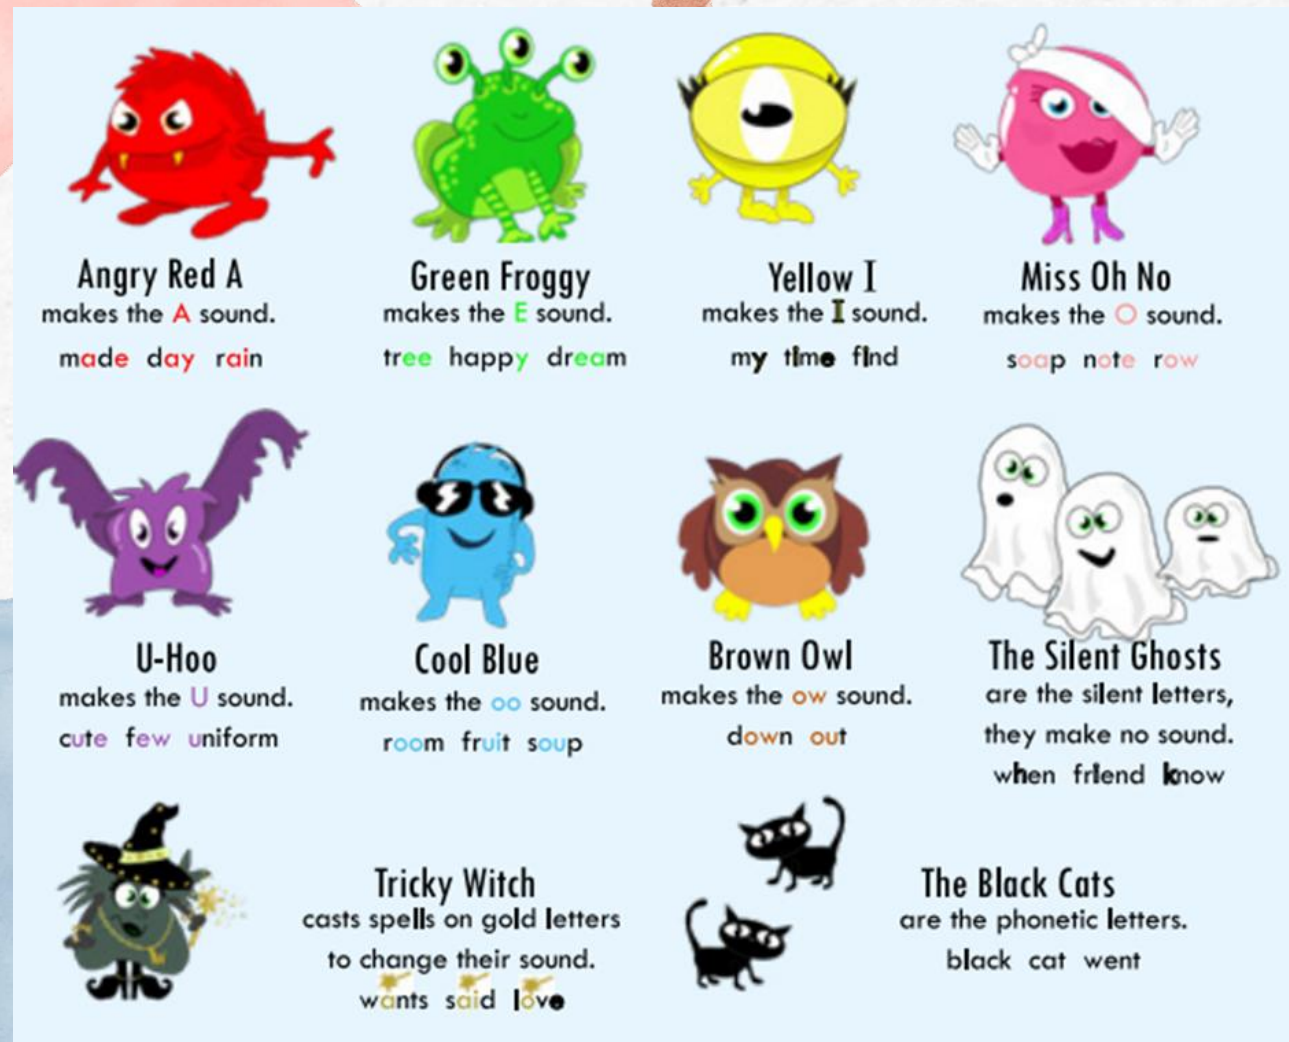 Angry Red A
makes the A sound.
made day rain
Green Froggy
makes the E sound.
tree happy dream
Yellow I
makes the I sound.
my time find
Miss Oh No
makes the O sound.
soap note row
U-Hoo
makes the U sound.
cute few uniform
Cool Blue
makes the oo sound.
room fruit soup
Brown Owl
makes the ow sound.
down out
The Silent Ghosts
are the silent letters,
they make no sound.
when friend know
Tricky Witch
casts spells on gold letters
to change their sound.
wants said love
The Black Cats
are the phonetic letters.
black cat went